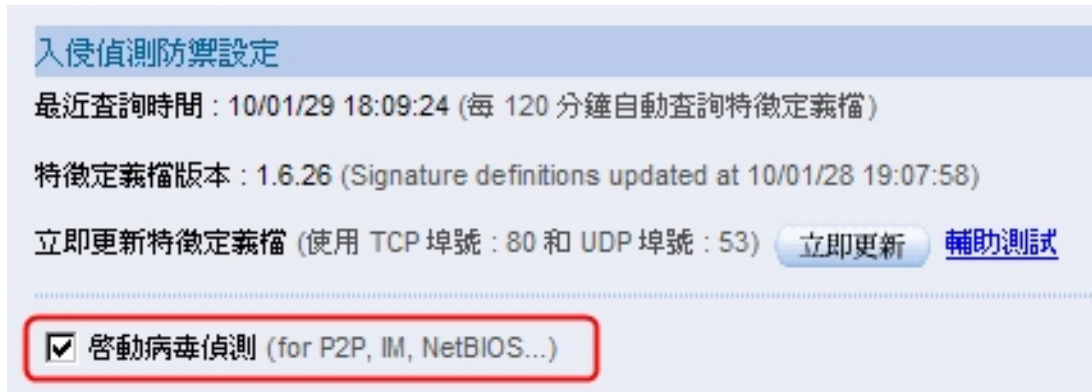 入侵偵測防禦設定
最近查詢時間 : 10/01/29 18:09:24 (每 120 分鐘自動查詢特徵定義檔)
特徵定義檔版本 : 1.6.26 (Signature definitions updated at 10/01/28 19:07:58)
立即更新特徵定義檔 (使用 TCP 埠號 : 80 和 UDP 埠號 : 53) 立即更新 輔助測試
啓動病毒偵測 (for P2P, IM, NetBIOS...)